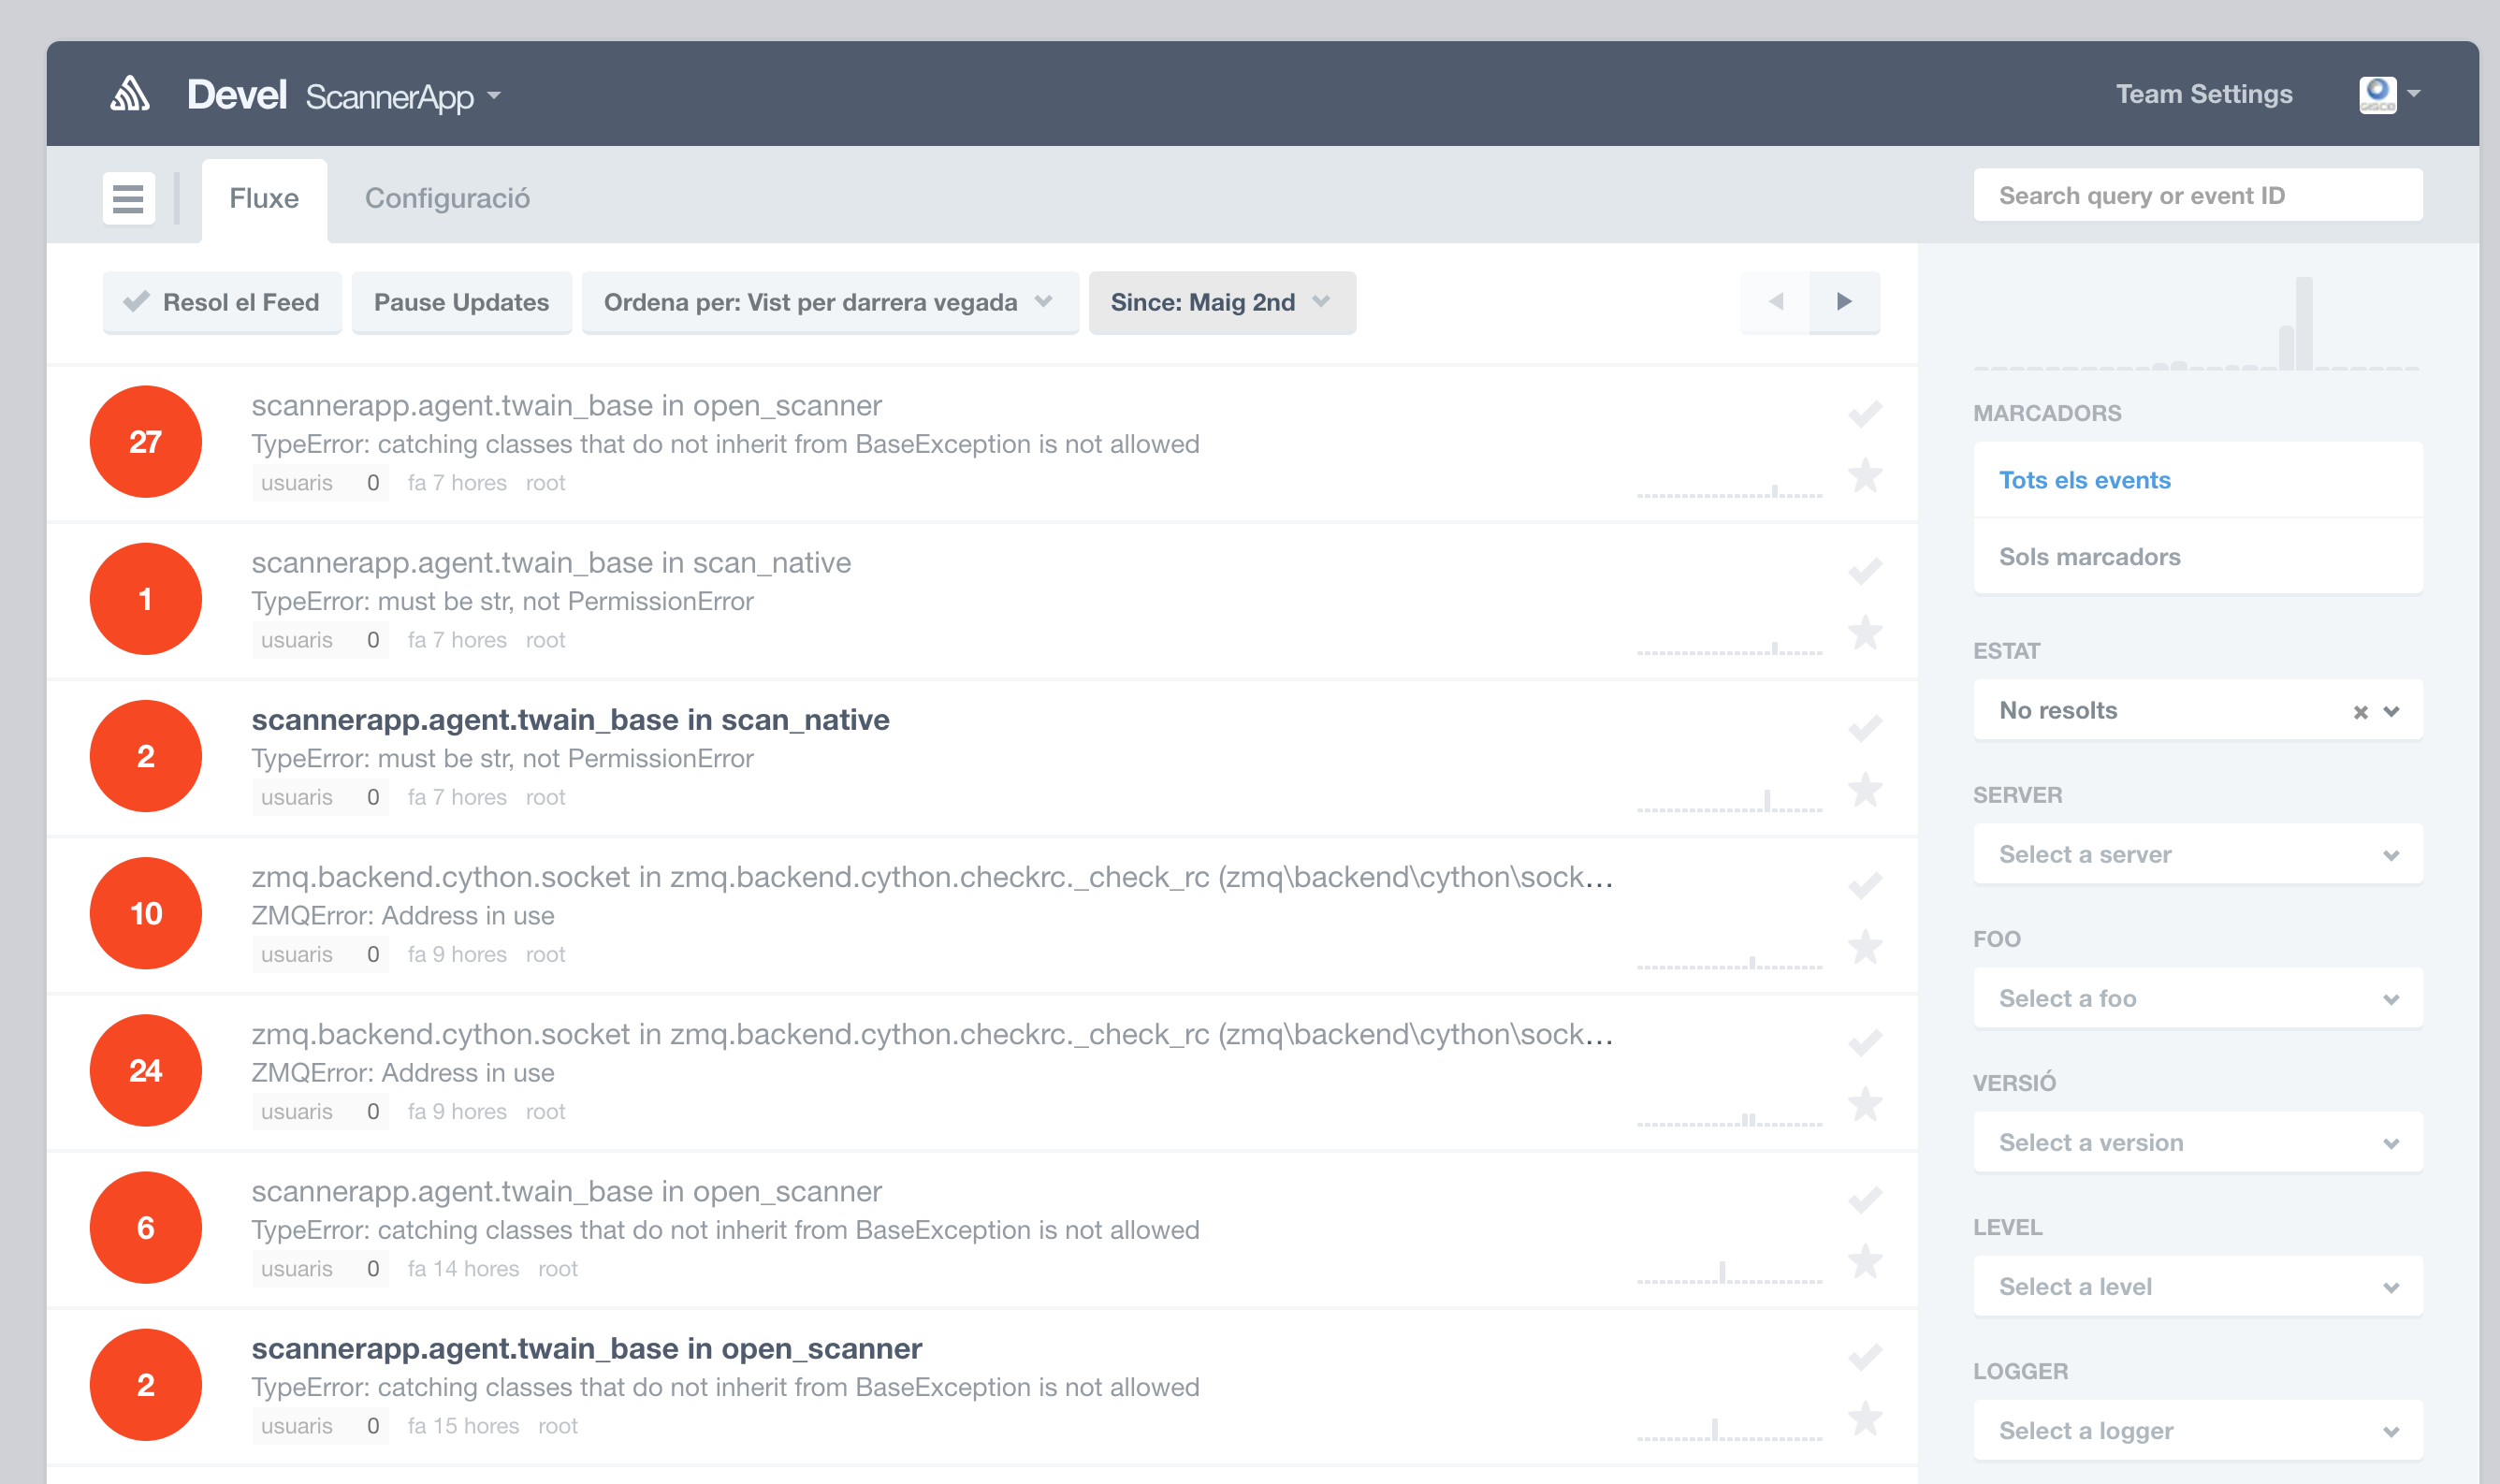 Devel ScannerApp
Team Settings
Fluxe
Configuració
Search query or event ID
Resol el Feed
Pause Updates
Ordena per: Vist per darrera vegada
Since: Maig 2nd
27
scannerapp.agent.twain_base in open_scanner
TypeError: catching classes that do not inherit from BaseException is not allowed
usuaris 0 fa 7 hores root
1
scannerapp.agent.twain_base in scan_native
TypeError: must be str, not PermissionError
usuaris 0 fa 7 hores root
2
scannerapp.agent.twain_base in scan_native
TypeError: must be str, not PermissionError
usuaris 0 fa 7 hores root
10
zmq.backend.cython.socket in zmq.backend.cython.checkrc._check_rc (zmq\backend\cython\sock…
ZMQError: Address in use
usuaris 0 fa 9 hores root
24
zmq.backend.cython.socket in zmq.backend.cython.checkrc._check_rc (zmq\backend\cython\sock…
ZMQError: Address in use
usuaris 0 fa 9 hores root
6
scannerapp.agent.twain_base in open_scanner
TypeError: catching classes that do not inherit from BaseException is not allowed
usuaris 0 fa 14 hores root
2
scannerapp.agent.twain_base in open_scanner
TypeError: catching classes that do not inherit from BaseException is not allowed
usuaris 0 fa 15 hores root
MARCADORS
Tots els events
Sols marcadors
ESTAT
No resolts
SERVER
Select a server
FOO
Select a foo
VERSIÓ
Select a version
LEVEL
Select a level
LOGGER
Select a logger